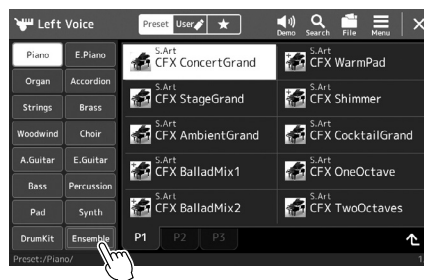 Left Voice
Preset User ★
Demo Search File Menu
Piano E.Piano
Organ Accordion
Strings Brass
Woodwind Choir
A.Guitar E.Guitar
Bass Percussion
Pad Synth
DrumKit Ensemble
S.Art
CFX ConcertGrand
S.Art
CFX WarmPad
S.Art
CFX StageGrand
S.Art
CFX Shimmer
S.Art
CFX AmbientGrand
S.Art
CFX CocktailGrand
S.Art
CFX BalladMix1
S.Art
CFX OneOctave
S.Art
CFX BalladMix2
S.Art
CFX TwoOctaves
P1 P2 P3
Preset:/Piano/